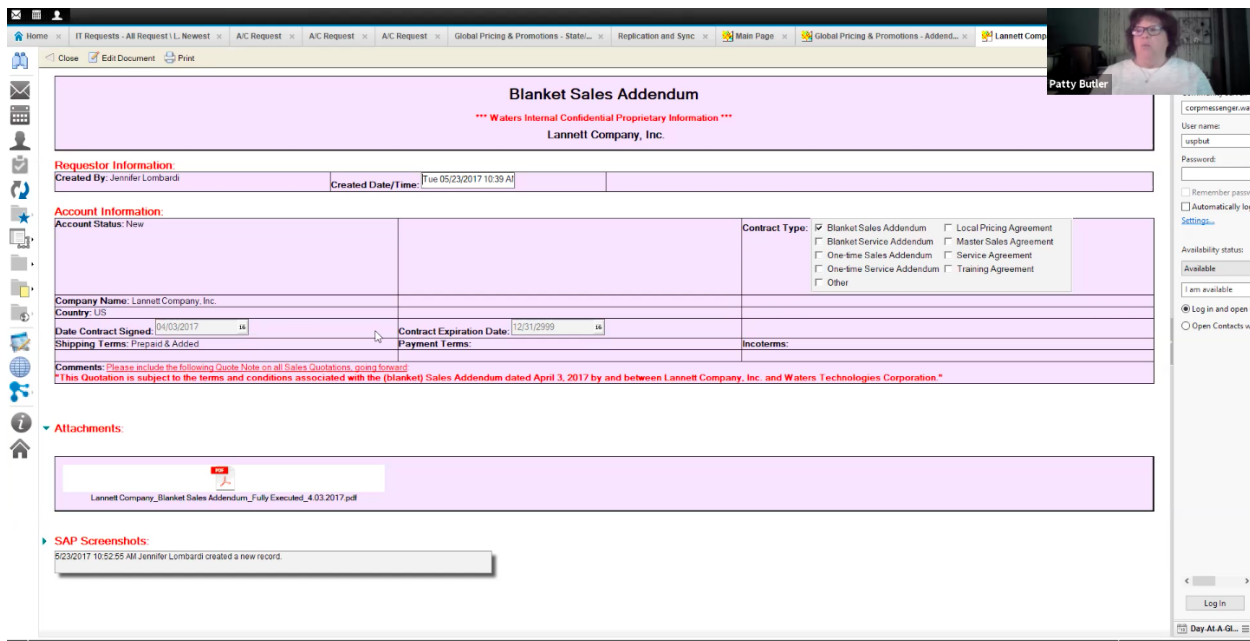 Home
IT Requests - All Request \ L. Newest
A/C Request
A/C Request
A/C Request
Global Pricing & Promotions - State/...
Replication and Sync
Main Page
Global Pricing & Promotions - Addend...
Lannett Comp
Patty Butler
Close
Edit Document
Print
Blanket Sales Addendum
*** Waters Internal Confidential Proprietary Information ***
Lannett Company, Inc.
corpmessenger.wa
User name:
uspbut
Password:
Remember passw
Automatically log
Settings...
Availability status:
Available
I am available
Log in and open
Open Contacts w
Requestor Information:
Created By: Jennifer Lombardi
Created Date/Time: Tue 05/23/2017 10:39 AM
Account Information:
Account Status: New
Contract Type:
Blanket Sales Addendum
Local Pricing Agreement
Blanket Service Addendum
Master Sales Agreement
One-time Sales Addendum
Service Agreement
One-time Service Addendum
Training Agreement
Other
Company Name: Lannett Company, Inc.
Country: US
Date Contract Signed: 04/03/2017 16
Contract Expiration Date: 12/31/2999 16
Shipping Terms: Prepaid & Added
Payment Terms:
Incoterms:
Comments: Please include the following Quote Note on all Sales Quotations, going forward:
"This Quotation is subject to the terms and conditions associated with the (blanket) Sales Addendum dated April 3, 2017 by and between Lannett Company, Inc. and Waters Technologies Corporation."
Attachments:
PDF
Lannett Company_Blanket Sales Addendum_Fully Executed_4.03.2017.pdf
SAP Screenshots:
5/23/2017 10:52:55 AM Jennifer Lombardi created a new record.
Log In
Day-At-A-Gl...